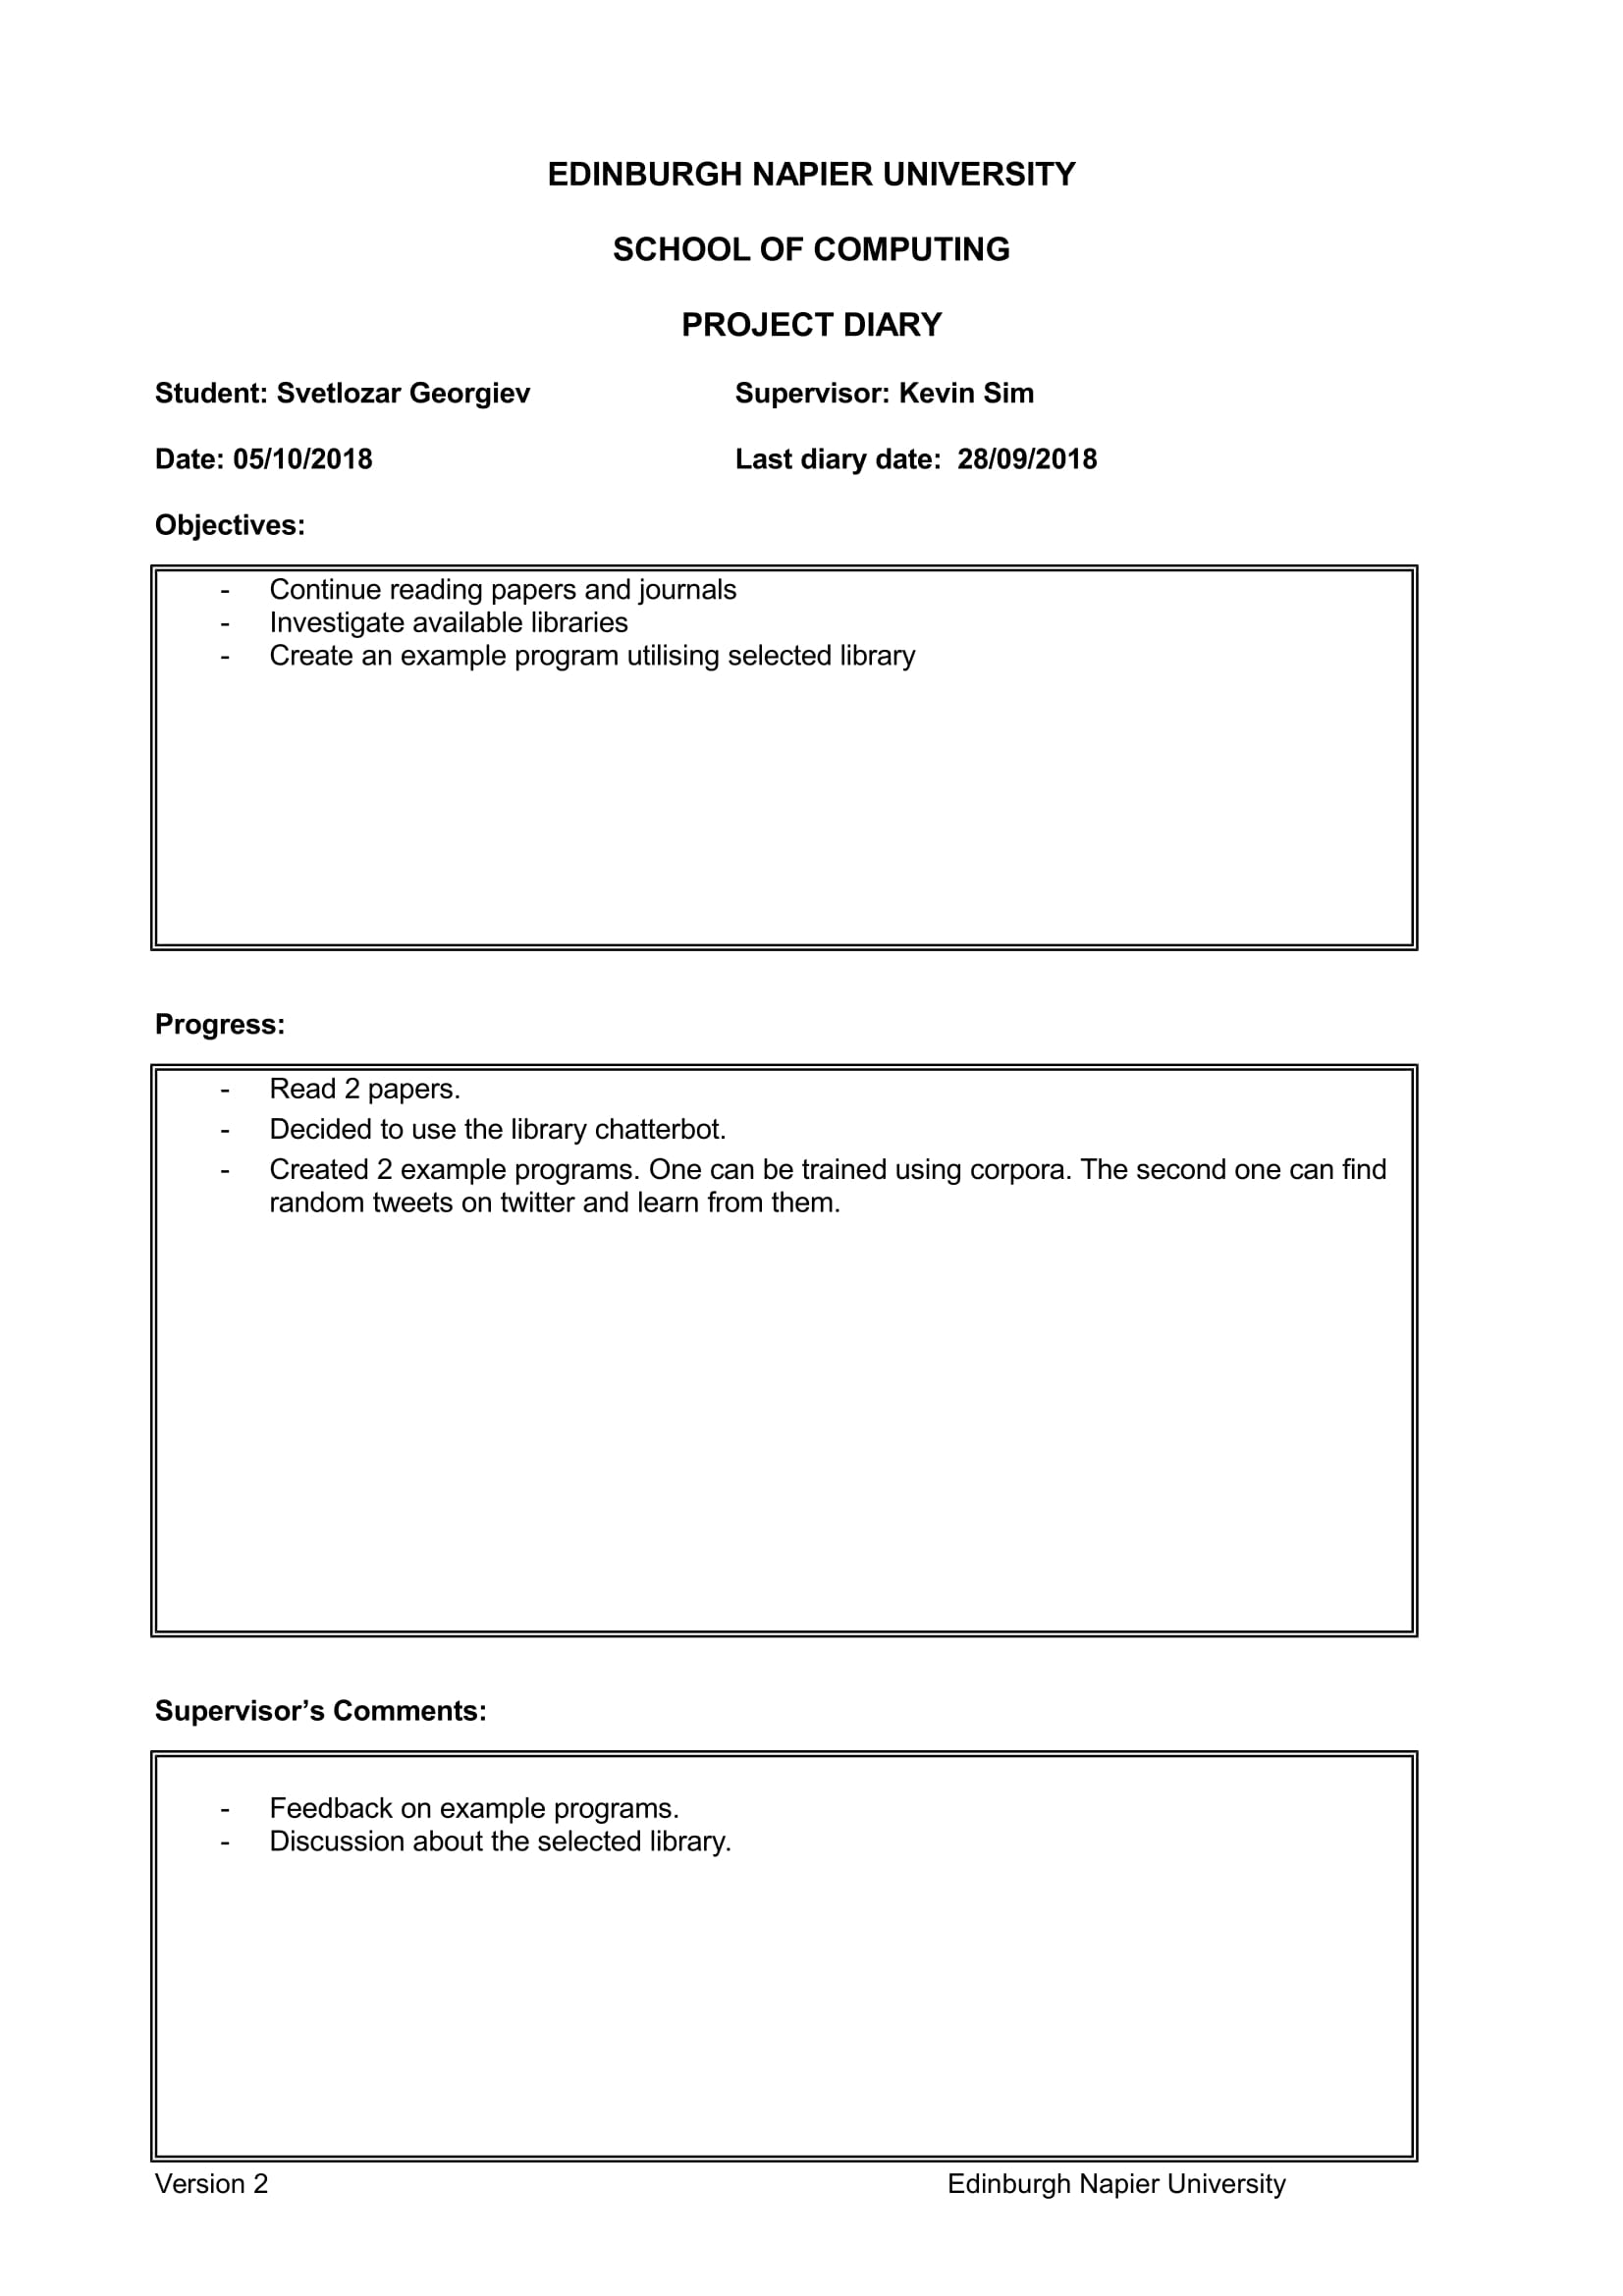 EDINBURGH NAPIER UNIVERSITY
SCHOOL OF COMPUTING
PROJECT DIARY
Student: Svetlozar Georgiev Supervisor: Kevin Sim
Date: 05/10/2018 Last diary date: 28/09/2018
Objectives:
- Continue reading papers and journals
- Investigate available libraries
- Create an example program utilising selected library
Progress:
- Read 2 papers.
- Decided to use the library chatterbot.
- Created 2 example programs. One can be trained using corpora. The second one can find
random tweets on twitter and learn from them.
Supervisor’s Comments:
- Feedback on example programs.
- Discussion about the selected library.
Version 2 Edinburgh Napier University